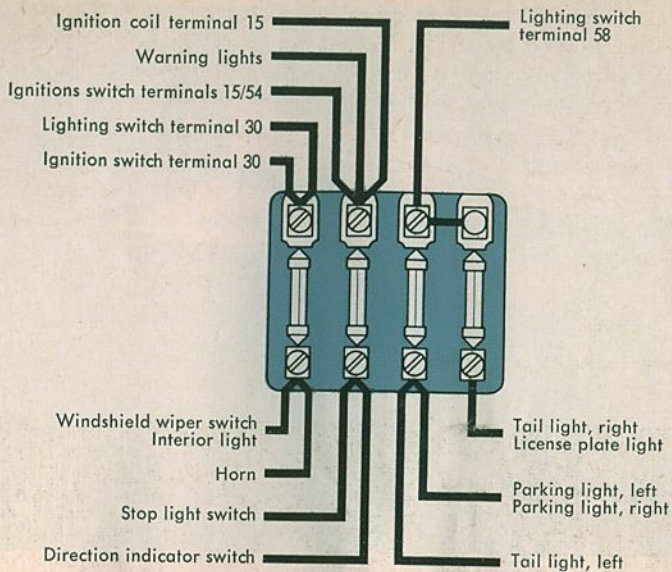 Ignition coil terminal 15
Warning lights
Ignitions switch terminals 15/54
Lighting switch terminal 30
Ignition switch terminal 30
Lighting switch
terminal 58
Windshield wiper switch
Interior light
Horn
Stop light switch
Direction indicator switch
Tail light, right
License plate light
Parking light, left
Parking light, right
Tail light, left